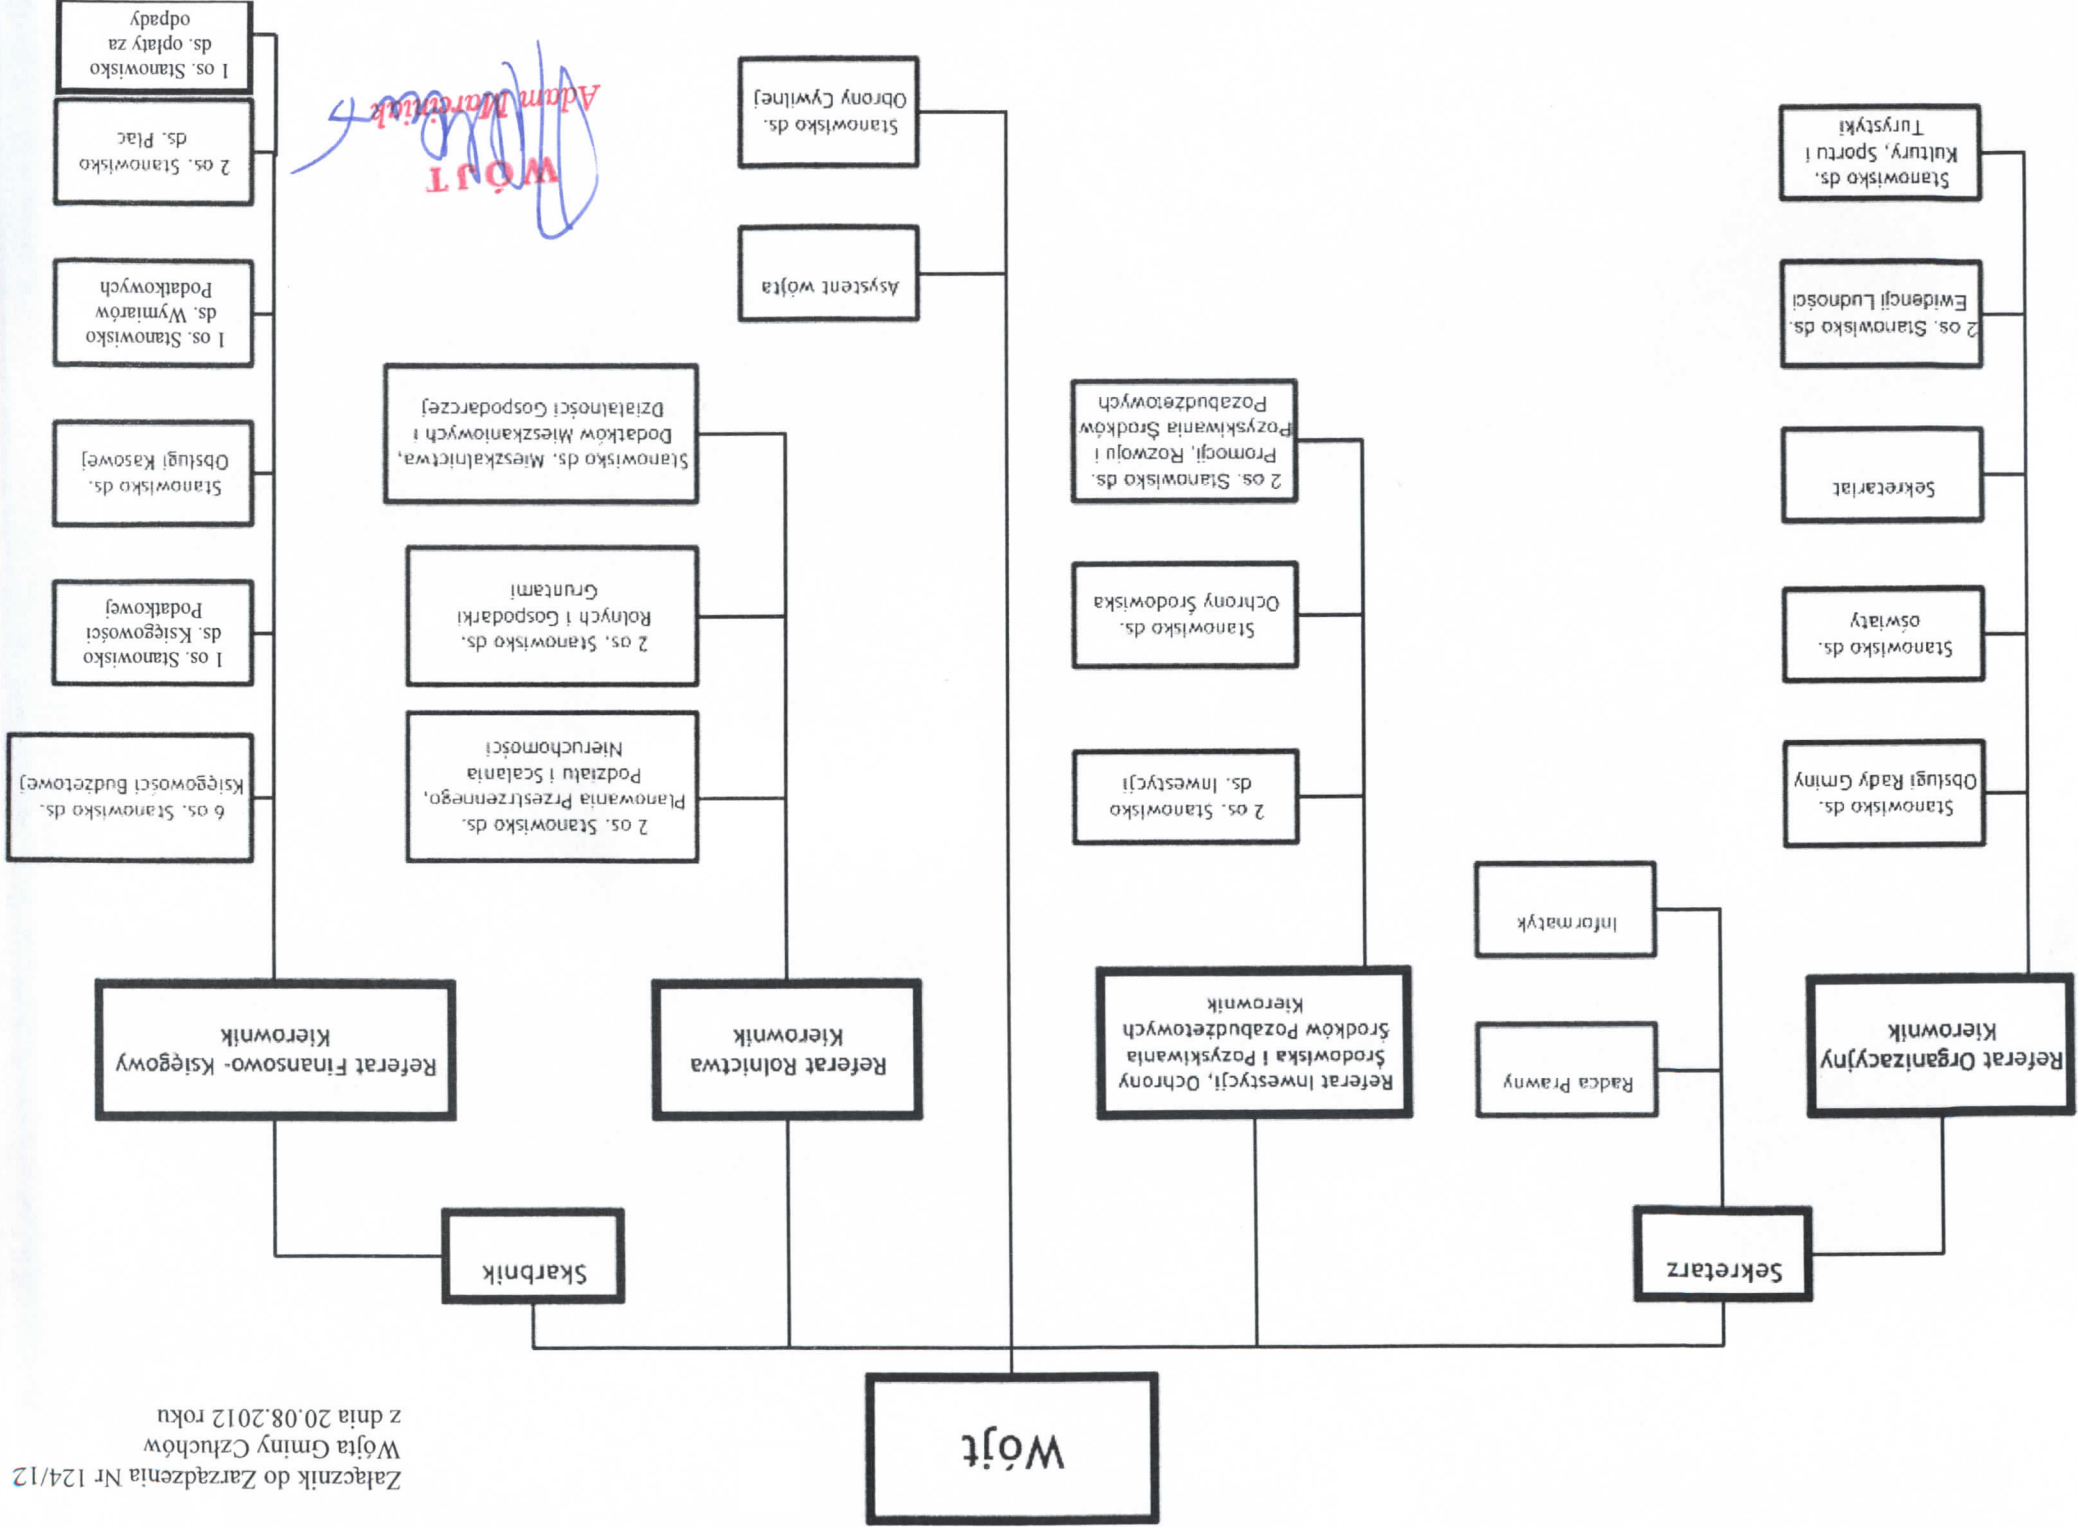 Załącznik do Zarządzenia Nr 124/12
Wójta Gminy Człuchów
z dnia 20.08.2012 roku
Wójt
Sekretarz
Skarbnik
Referat Organizacyjny
Kierownik
Radca Prawny
Informatyk
Referat Inwestycji, Ochrony
Środowiska i Pozyskiwania
Środków Pozabudżetowych
Kierownik
Referat Rolnictwa
Kierownik
Referat Finansowo- Księgowy
Kierownik
Stanowisko ds.
Obsługi Rady Gminy
Stanowisko ds.
oświaty
Sekretariat
2 os. Stanowisko ds.
Ewidencji Ludności
Stanowisko ds.
Kultury, Sportu i
Turystyki
2 os. Stanowisko
ds. Inwestycji
Stanowisko ds.
Ochrony Środowiska
2 os. Stanowisko ds.
Promocji, Rozwoju i
Pozyskiwania Środków
Pozabudżetowych
Asystent wójta
Stanowisko ds.
Obrony Cywilnej
2 os. Stanowisko ds.
Planowania Przestrzennego,
Podziału i Scalania
Nieruchomości
2 os. Stanowisko ds.
Rolnych i Gospodarki
Gruntami
Stanowisko ds. Mieszkalnictwa,
Dodatków Mieszkaniowych i
Działalności Gospodarczej
6 os. Stanowisko ds.
Księgowości Budżetowej
1 os. Stanowisko
ds. Księgowości
Podatkowej
Stanowisko ds.
Obsługi Kasowej
1 os. Stanowisko
ds. Wymiarów
Podatkowych
2 os. Stanowisko
ds. Płac
1 os. Stanowisko
ds. opłaty za
odpady
WÓJT
Adam Marciniak